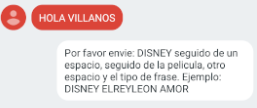 HOLA VILLANOS
Por favor envie: DISNEY seguido de un
espacio, seguido de la pelicula, otro
espacio y el tipo de frase. Ejemplo:
DISNEY ELREYLEON AMOR